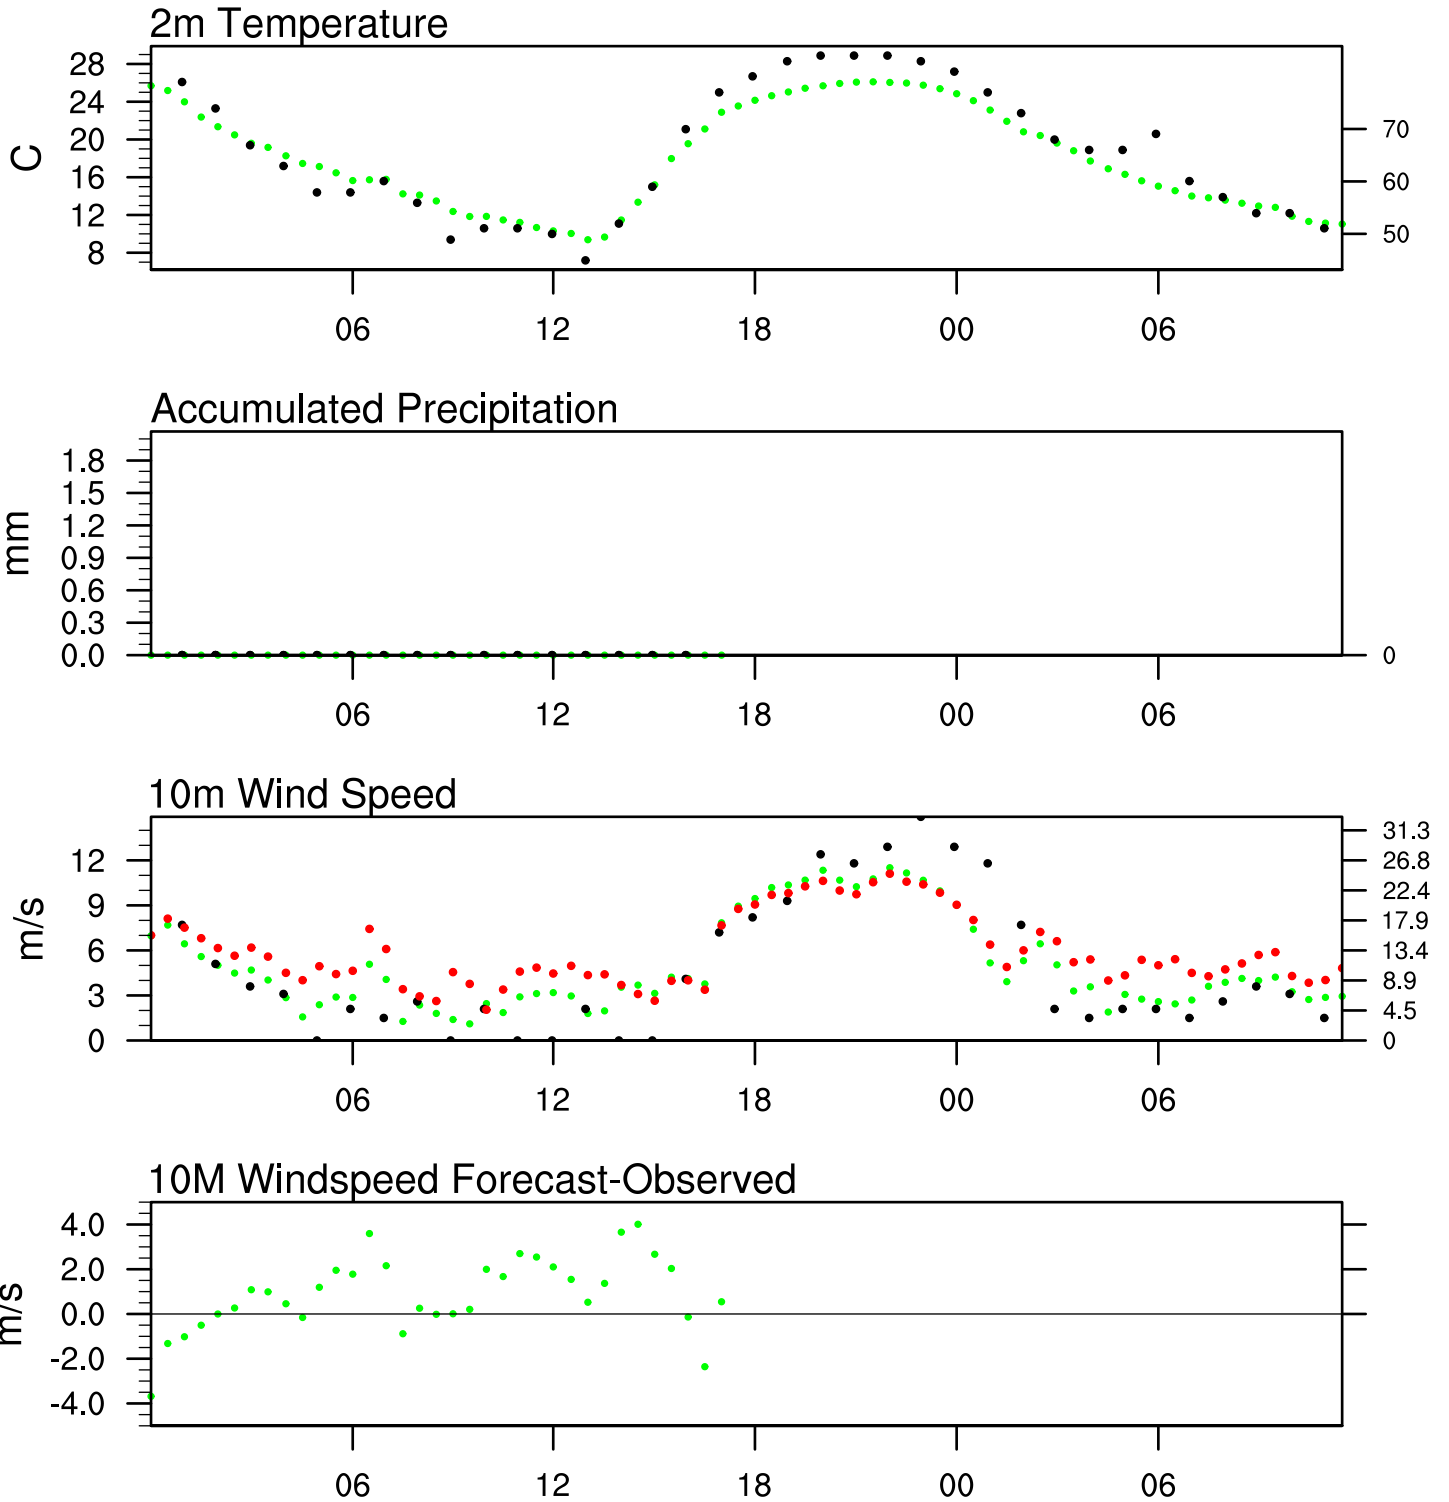 2m Temperature
28
24
20
16
12
8
C
70
60
50
06 12 18 00 06
Accumulated Precipitation
1.8
1.5
1.2
0.9
0.6
0.3
0.0
mm
0
06 12 18 00 06
10m Wind Speed
12
9
6
3
0
m/s
31.3
26.8
22.4
17.9
13.4
8.9
4.5
0
06 12 18 00 06
10M Windspeed Forecast-Observed
4.0
2.0
0.0
-2.0
-4.0
m/s
06 12 18 00 06